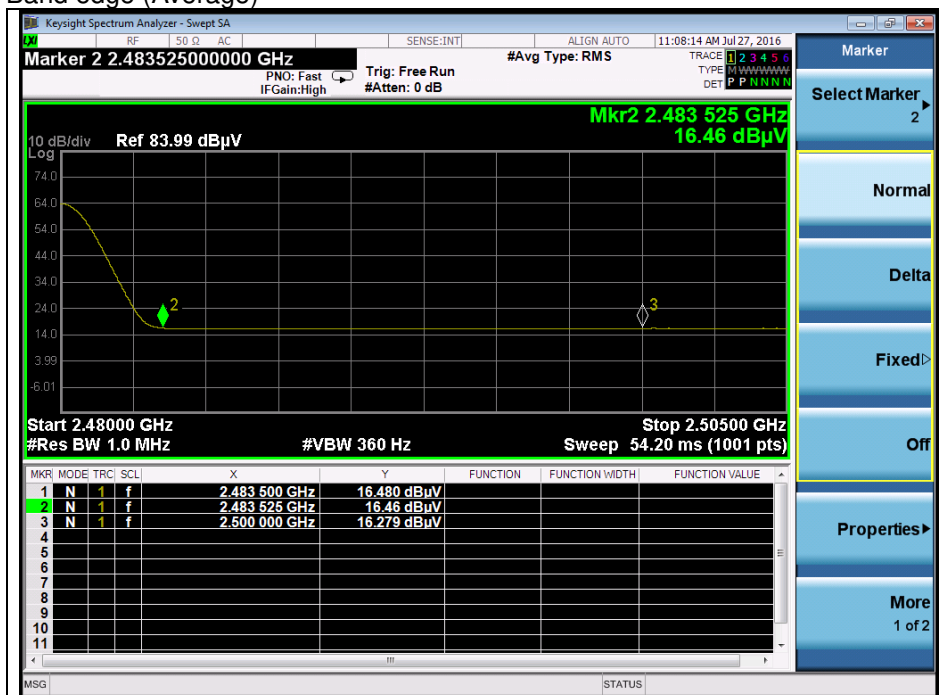 Band edge (Average)
Keysight Spectrum Analyzer - Swept SA
LXI RF 50 Ω AC SENSE:INT ALIGN AUTO 11:08:14 AM Jul 27, 2016
Marker 2 2.483525000000 GHz #Avg Type: RMS TRACE 1 2 3 4 5 6
PNO: Fast Trig: Free Run TYPE M WWWWW
IFGain:High #Atten: 0 dB DET P P N N N N
Mkr2 2.483 525 GHz
16.46 dBµV
10 dB/div Ref 83.99 dBµV
Log
74.0
64.0
54.0
44.0
34.0
24.0
14.0
3.99
-6.01
2
3
Start 2.48000 GHz Stop 2.50500 GHz
#Res BW 1.0 MHz #VBW 360 Hz Sweep 54.20 ms (1001 pts)
MKR MODE TRC SCL X Y FUNCTION FUNCTION WIDTH FUNCTION VALUE
1 N 1 f 2.483 500 GHz 16.480 dBµV
2 N 1 f 2.483 525 GHz 16.46 dBµV
3 N 1 f 2.500 000 GHz 16.279 dBµV
4
5
6
7
8
9
10
11
MSG STATUS
Marker
Select Marker
2
Normal
Delta
Fixed
Off
Properties
More
1 of 2